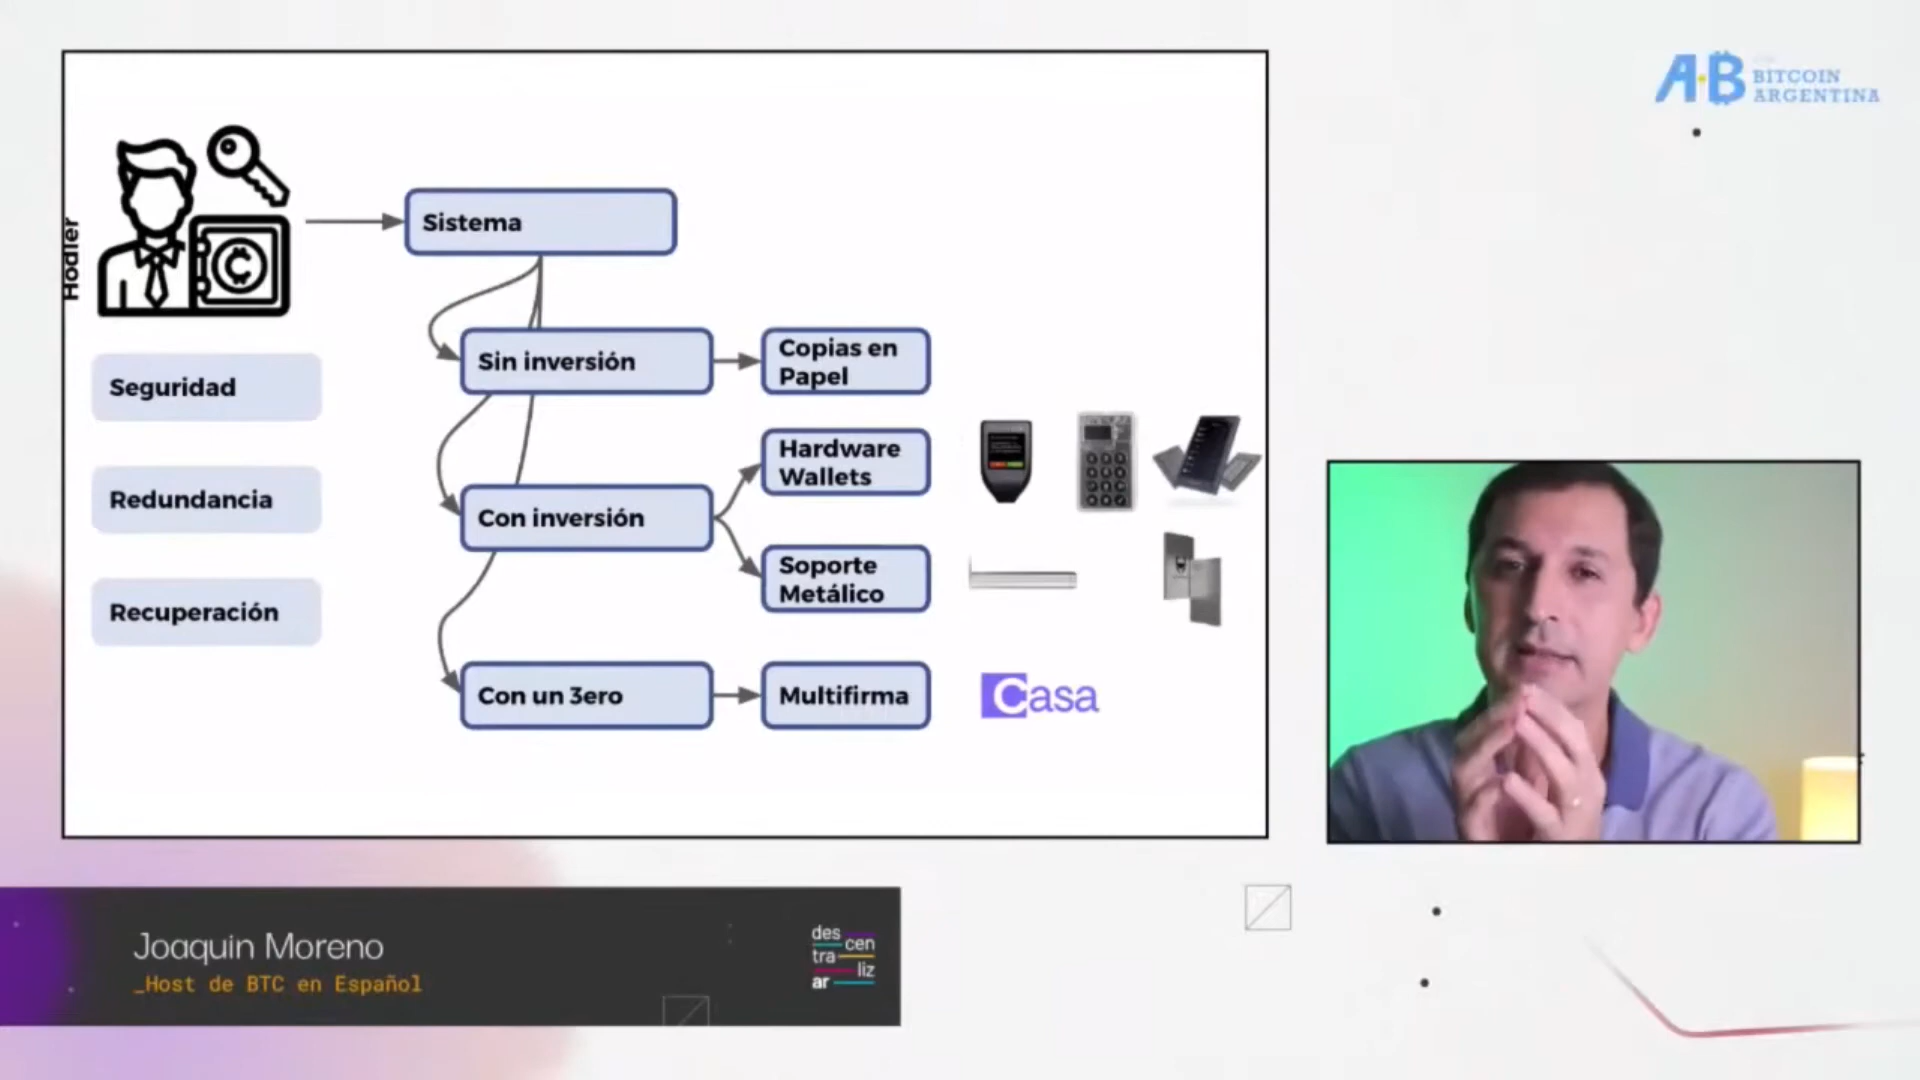 BITCOIN
ARGENTINA
Hodler
Sistema
Sin inversión
Copias en
Papel
Seguridad
Hardware
Wallets
Redundancia
Con inversión
Soporte
Metálico
Recuperación
Con un 3ero
Multifirma
Casa
Joaquin Moreno
_Host de BTC en Español
des
cen
tra
liz
ar